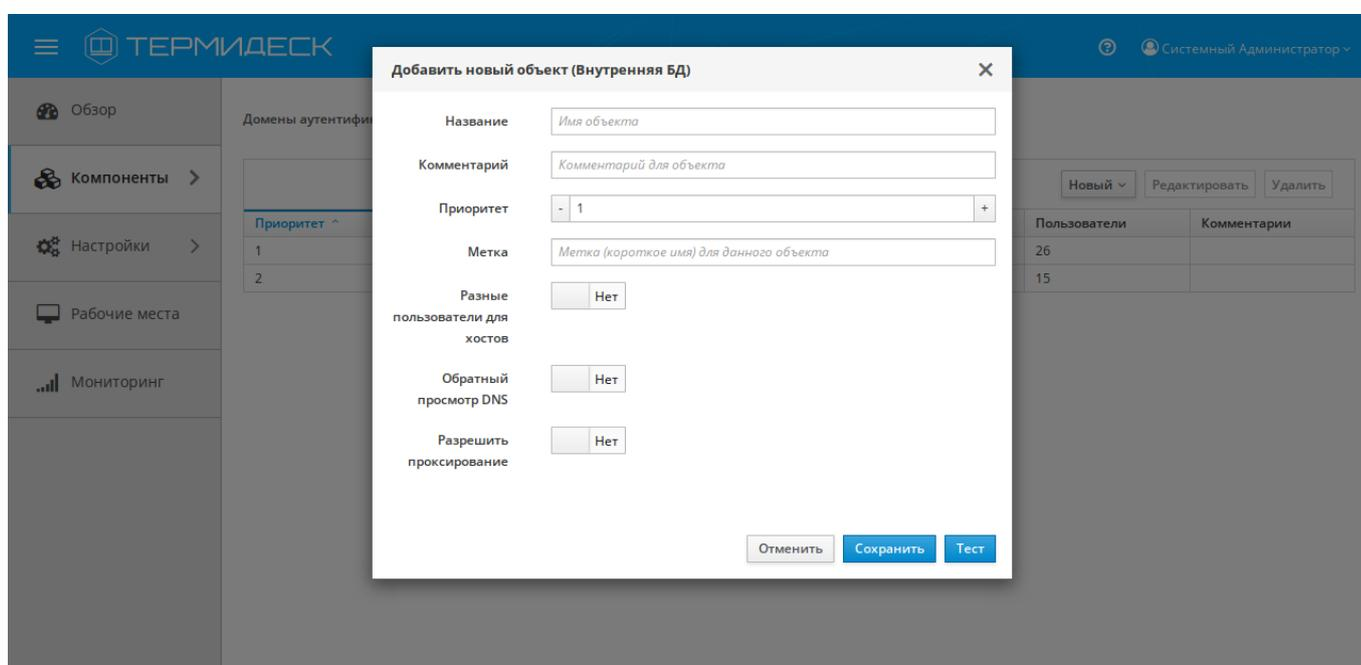 ТЕРМИДЕСК
Системный Администратор
Добавить новый объект (Внутренняя БД)
Обзор
Компоненты
Настройки
Рабочие места
Мониторинг
Домены аутентифи
Новый
Редактировать
Удалить
Приоритет
Пользователи
Комментарии
1
26
2
15
Название
Имя объекта
Комментарий
Комментарий для объекта
Приоритет
- 1 +
Метка
Метка (короткое имя) для данного объекта
Разные
пользователи для
хостов
Нет
Обратный
просмотр DNS
Нет
Разрешить
проксирование
Нет
Отменить
Сохранить
Тест